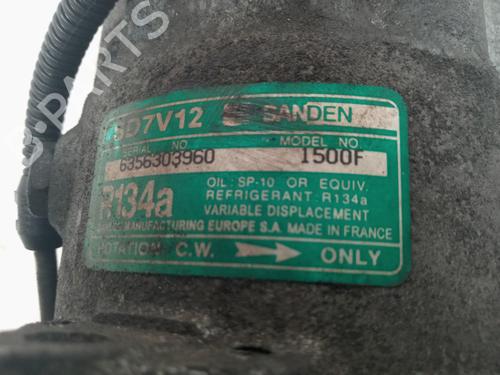 SD7V12 SANDEN
SERIAL NO MODEL NO
6356303960 1500F
OIL: SP-10 OR EQUIV.
R134a REFRIGERANT: R134a
VARIABLE DISPLACEMENT
MANUFACTURING EUROPE S.A. MADE IN FRANCE
ROTATION C.W. ONLY